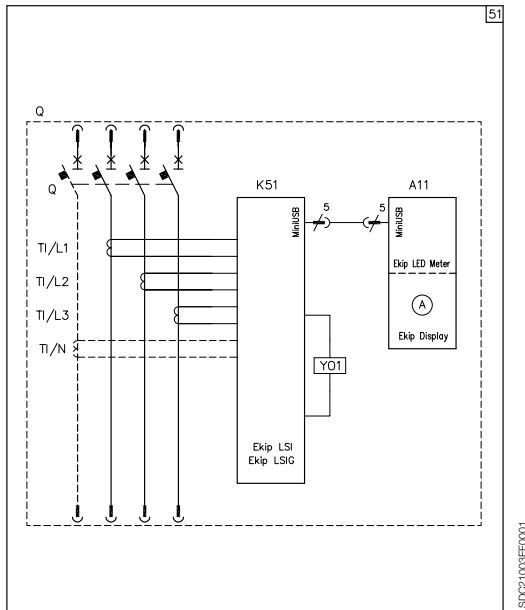 51
Q
Q
K51
A11
MiniUSB
5
5
MiniUSB
TI/L1
Ekip LED Meter
TI/L2
A
TI/L3
Ekip Display
TI/N
YO1
Ekip LSI
Ekip LSIG
SDC21003EF0001